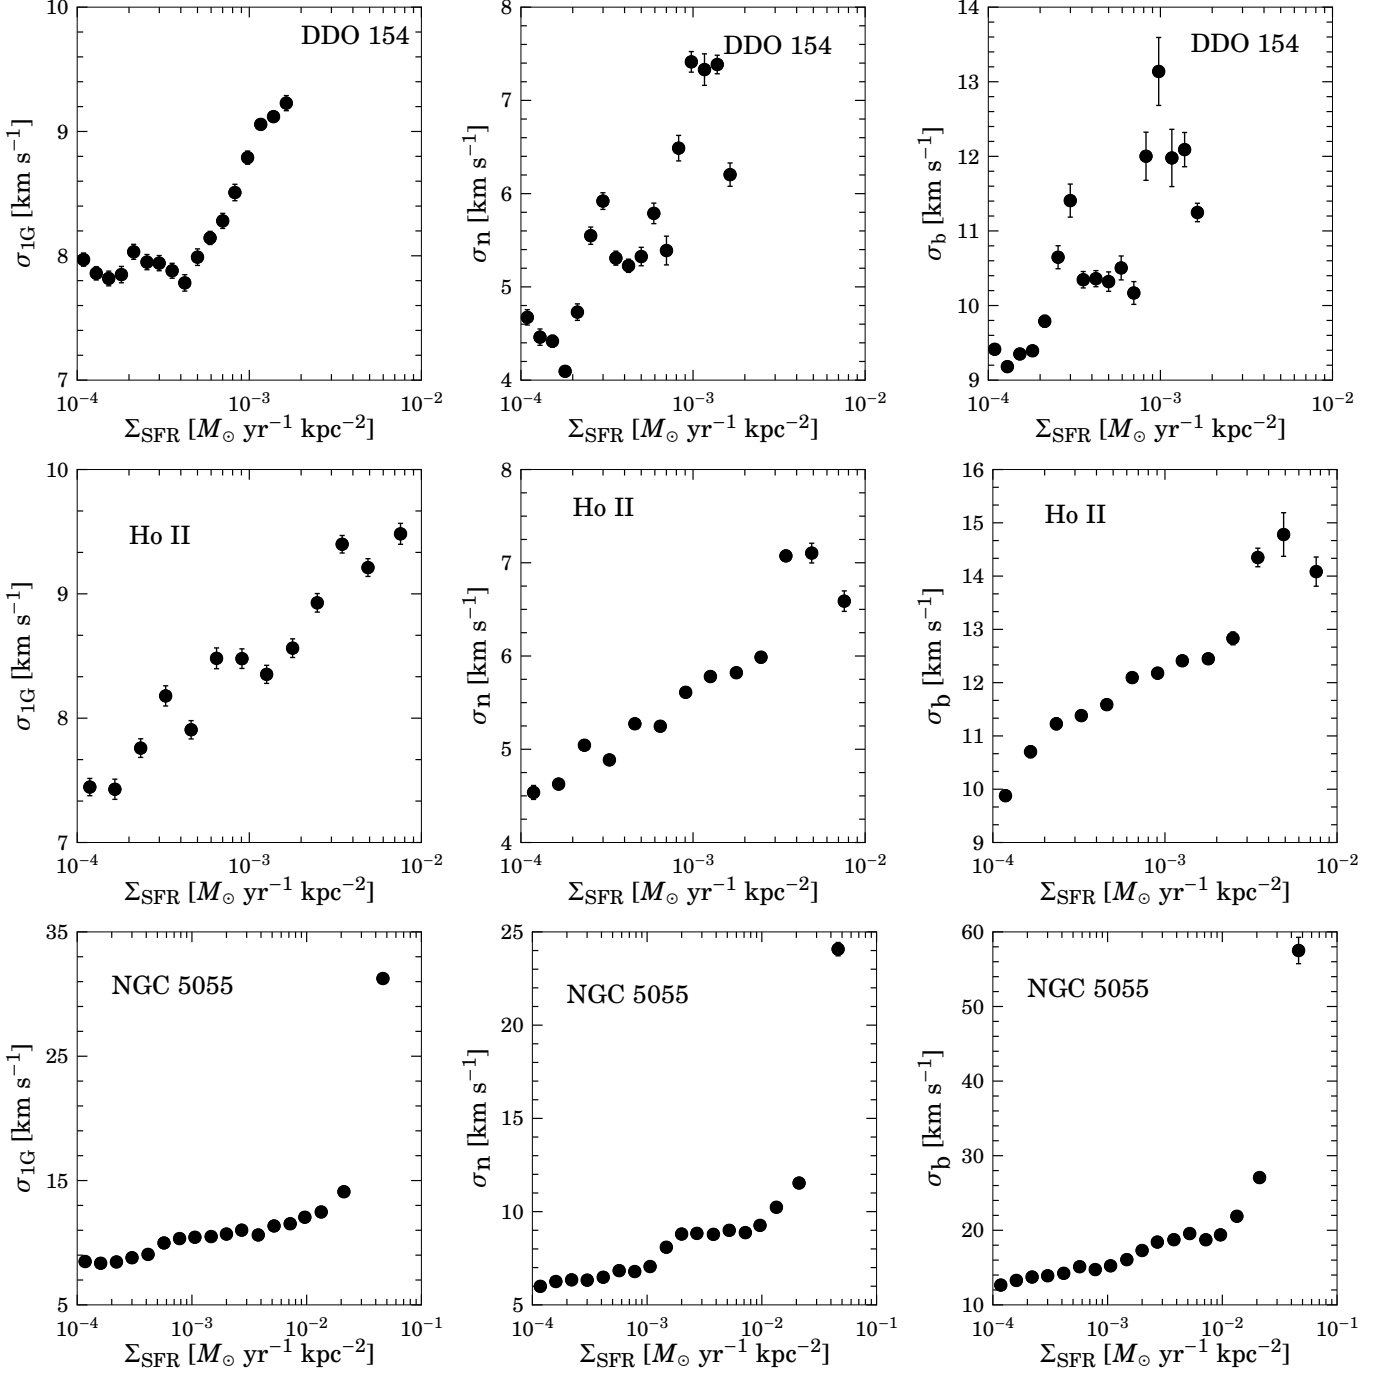 10
9
8
7
10⁻⁴ 10⁻³ 10⁻²
σ1G [km s⁻¹]
DDO 154
ΣSFR [M⊙ yr⁻¹ kpc⁻²]
8
7
6
5
4
10⁻⁴ 10⁻³ 10⁻²
σn [km s⁻¹]
DDO 154
ΣSFR [M⊙ yr⁻¹ kpc⁻²]
14
13
12
11
10
9
10⁻⁴ 10⁻³ 10⁻²
σb [km s⁻¹]
DDO 154
ΣSFR [M⊙ yr⁻¹ kpc⁻²]
10
9
8
7
10⁻⁴ 10⁻³ 10⁻²
σ1G [km s⁻¹]
Ho II
ΣSFR [M⊙ yr⁻¹ kpc⁻²]
8
7
6
5
4
10⁻⁴ 10⁻³ 10⁻²
σn [km s⁻¹]
Ho II
ΣSFR [M⊙ yr⁻¹ kpc⁻²]
16
15
14
13
12
11
10
9
10⁻⁴ 10⁻³ 10⁻²
σb [km s⁻¹]
Ho II
ΣSFR [M⊙ yr⁻¹ kpc⁻²]
35
25
15
5
10⁻⁴ 10⁻³ 10⁻² 10⁻¹
σ1G [km s⁻¹]
NGC 5055
ΣSFR [M⊙ yr⁻¹ kpc⁻²]
25
20
15
10
5
10⁻⁴ 10⁻³ 10⁻² 10⁻¹
σn [km s⁻¹]
NGC 5055
ΣSFR [M⊙ yr⁻¹ kpc⁻²]
60
50
40
30
20
10
10⁻⁴ 10⁻³ 10⁻² 10⁻¹
σb [km s⁻¹]
NGC 5055
ΣSFR [M⊙ yr⁻¹ kpc⁻²]